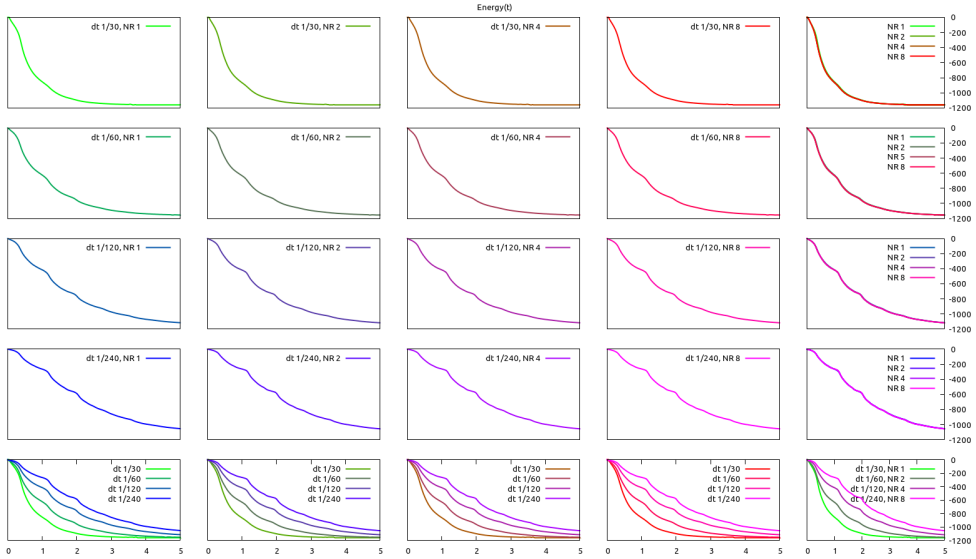 Energy(t)
dt 1/30, NR 1
dt 1/30, NR 2
dt 1/30, NR 4
dt 1/30, NR 8
NR 1
NR 2
NR 4
NR 8
0
-200
-400
-600
-800
-1000
-1200
dt 1/60, NR 1
dt 1/60, NR 2
dt 1/60, NR 4
dt 1/60, NR 8
NR 1
NR 2
NR 5
NR 8
0
-200
-400
-600
-800
-1000
-1200
dt 1/120, NR 1
dt 1/120, NR 2
dt 1/120, NR 4
dt 1/120, NR 8
NR 1
NR 2
NR 4
NR 8
0
-200
-400
-600
-800
-1000
-1200
dt 1/240, NR 1
dt 1/240, NR 2
dt 1/240, NR 4
dt 1/240, NR 8
NR 1
NR 2
NR 4
NR 8
0
-200
-400
-600
-800
-1000
-1200
dt 1/30
dt 1/60
dt 1/120
dt 1/240
dt 1/30
dt 1/60
dt 1/120
dt 1/240
dt 1/30
dt 1/60
dt 1/120
dt 1/240
dt 1/30
dt 1/60
dt 1/120
dt 1/240
dt 1/30, NR 1
dt 1/60, NR 2
dt 1/120, NR 4
dt 1/240, NR 8
0
-200
-400
-600
-800
-1000
-1200
0 1 2 3 4 5
0 1 2 3 4 5
0 1 2 3 4 5
0 1 2 3 4 5
0 1 2 3 4 5